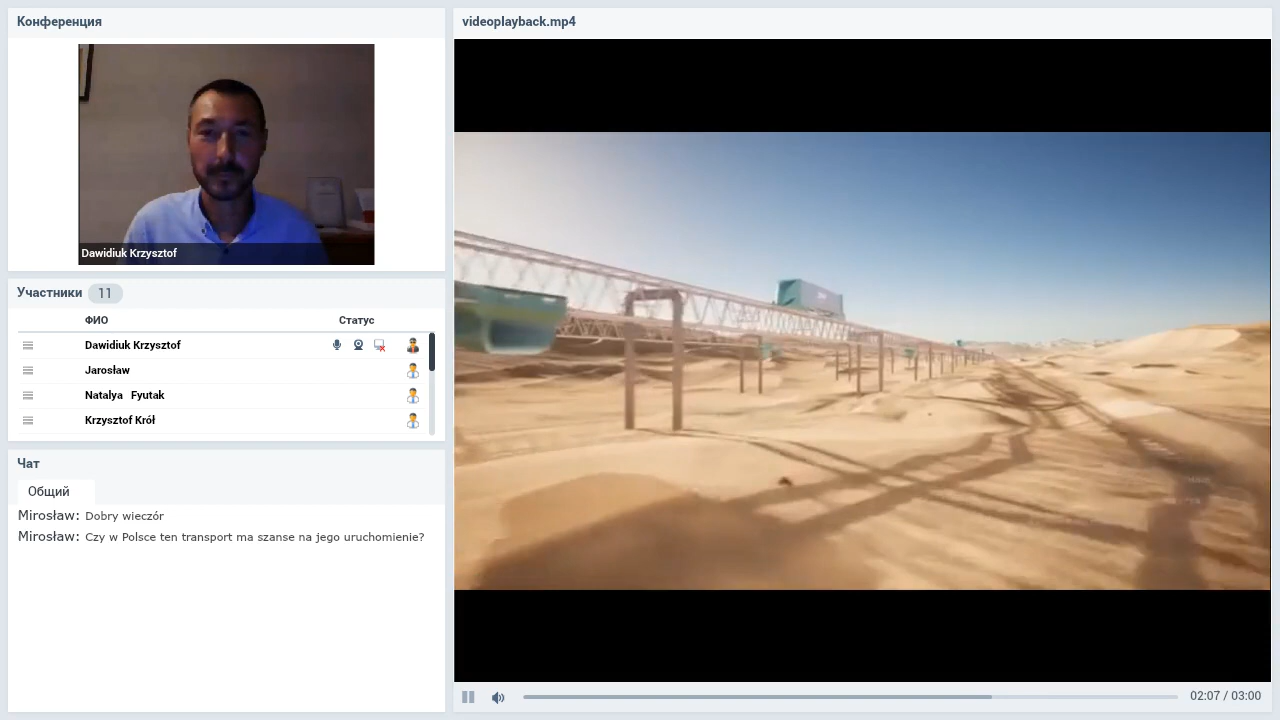 Конференция
Dawidiuk Krzysztof
Участники 11
ФИО Статус
Dawidiuk Krzysztof
Jarosław
Natalya Fyutak
Krzysztof Król
Чат
Общий
Mirosław: Dobry wieczór
Mirosław: Czy w Polsce ten transport ma szanse na jego uruchomienie?
videoplayback.mp4
02:07 / 03:00